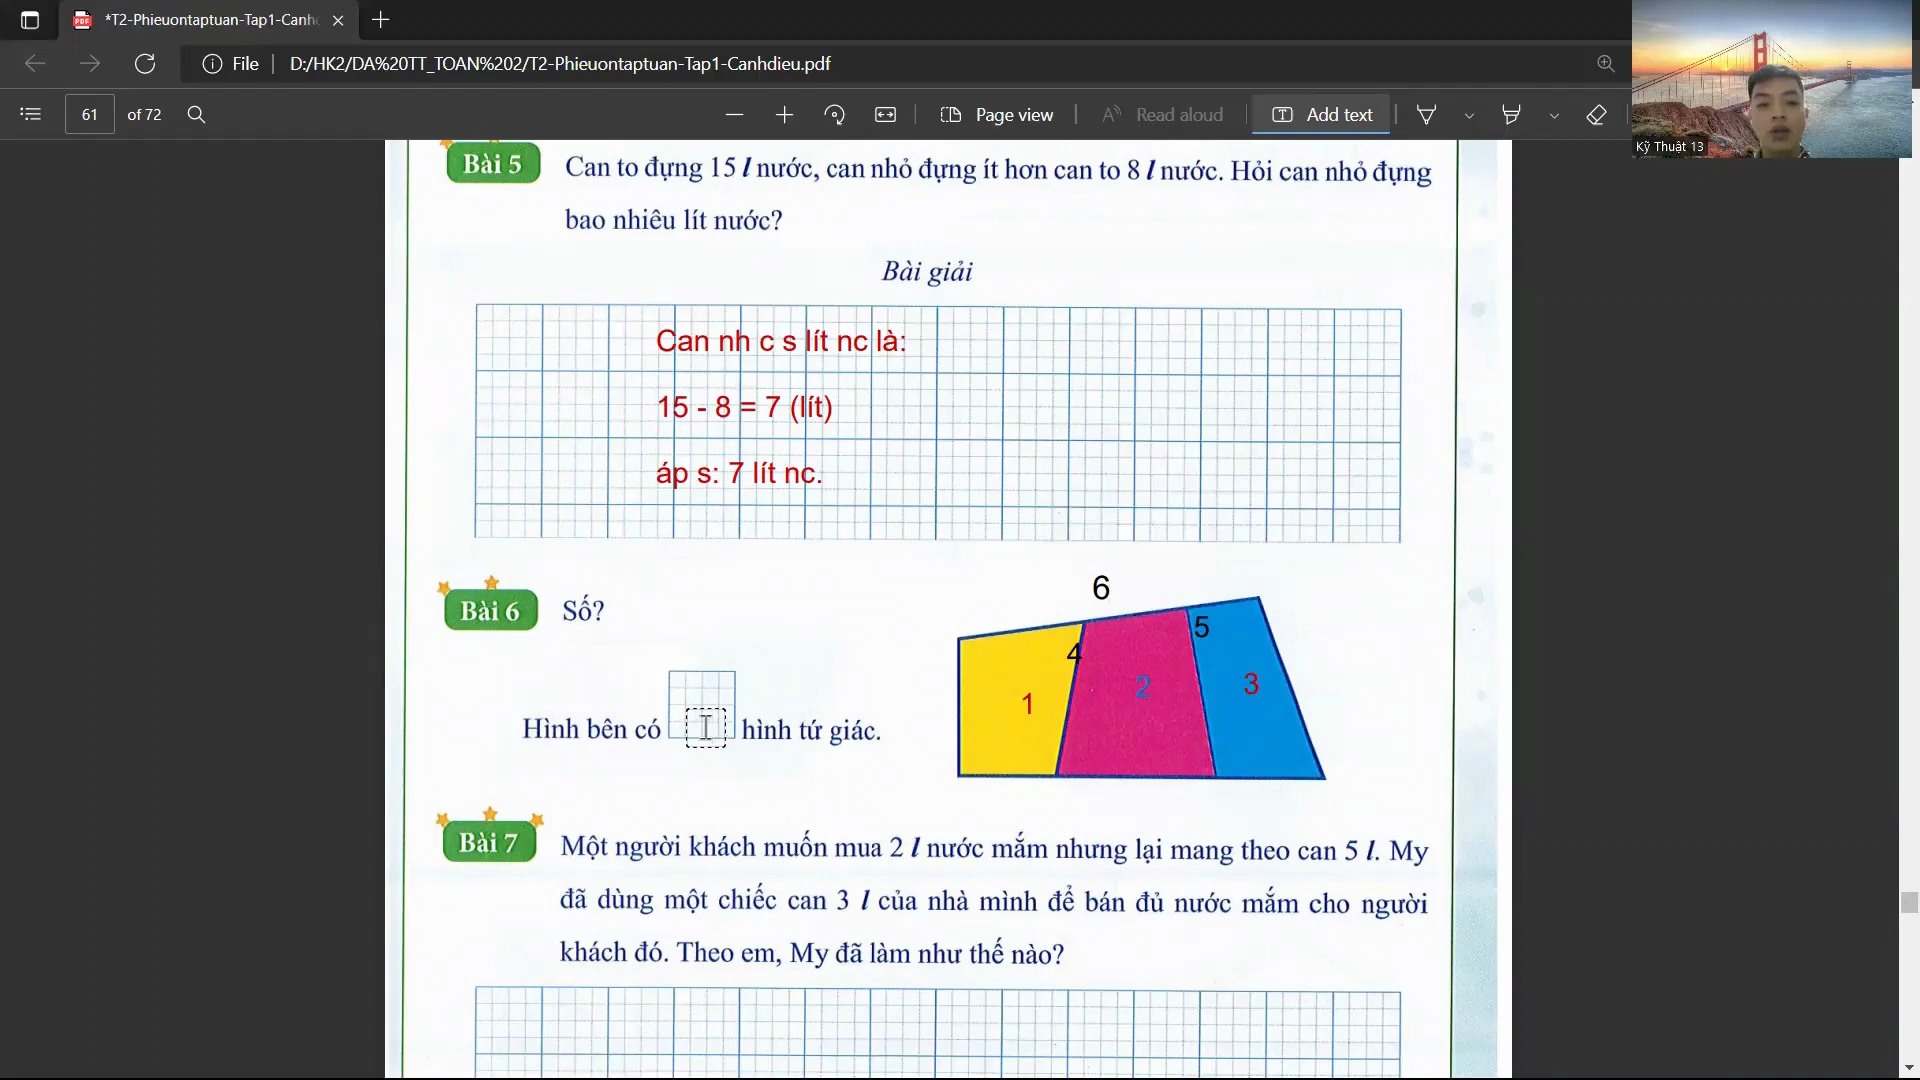 *T2-Phieuontaptuan-Tap1-Canh
File
D:/HK2/DA%20TT_TOAN%202/T2-Phieuontaptuan-Tap1-Canhdieu.pdf
61 of 72
Page view
Read aloud
Add text
Kỹ Thuật 13
Bài 5 Can to đựng 15 l nước, can nhỏ đựng ít hơn can to 8 l nước. Hỏi can nhỏ đựng
bao nhiêu lít nước?
Bài giải
Can nh c s lít nc là:
15 - 8 = 7 (lít)
áp s: 7 lít nc.
Bài 6 Số?
6
5
4
1
2
3
Hình bên có hình tứ giác.
Bài 7 Một người khách muốn mua 2 l nước mắm nhưng lại mang theo can 5 l. My
đã dùng một chiếc can 3 l của nhà mình để bán đủ nước mắm cho người
khách đó. Theo em, My đã làm như thế nào?